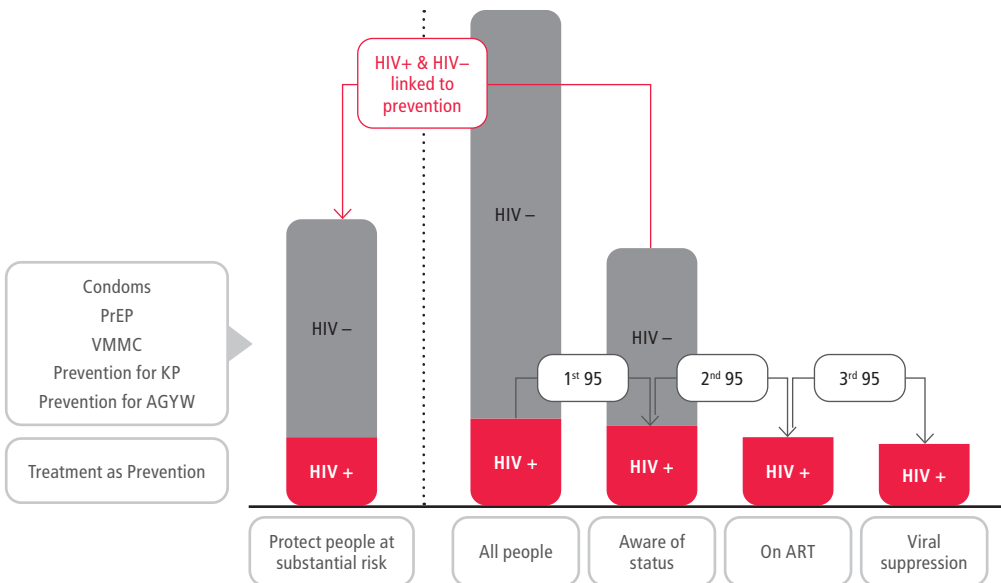 HIV+ & HIV–
linked to
prevention
HIV –
HIV –
HIV –
Condoms
PrEP
VMMC
Prevention for KP
Prevention for AGYW
Treatment as Prevention
1st 95
2nd 95
3rd 95
HIV +
HIV +
HIV +
HIV +
HIV +
Protect people at
substantial risk
All people
Aware of
status
On ART
Viral
suppression